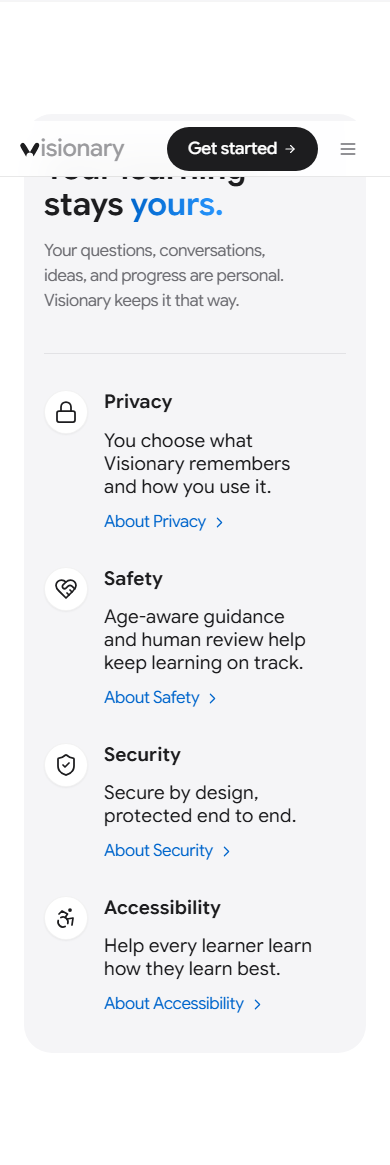 visionary
Get started →
Your learning
stays yours.
Your questions, conversations,
ideas, and progress are personal.
Visionary keeps it that way.
Privacy
You choose what
Visionary remembers
and how you use it.
About Privacy
Safety
Age-aware guidance
and human review help
keep learning on track.
About Safety
Security
Secure by design,
protected end to end.
About Security
Accessibility
Help every learner learn
how they learn best.
About Accessibility